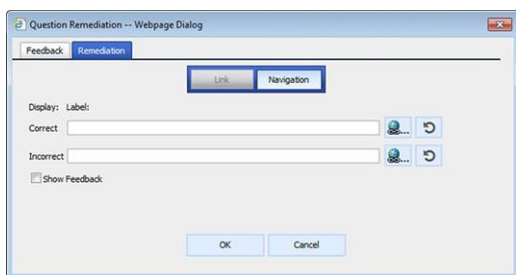 Question Remediation -- Webpage Dialog
Feedback Remediation
Link Navigation
Display: Label:
Correct ...
Incorrect ...
Show Feedback
OK Cancel